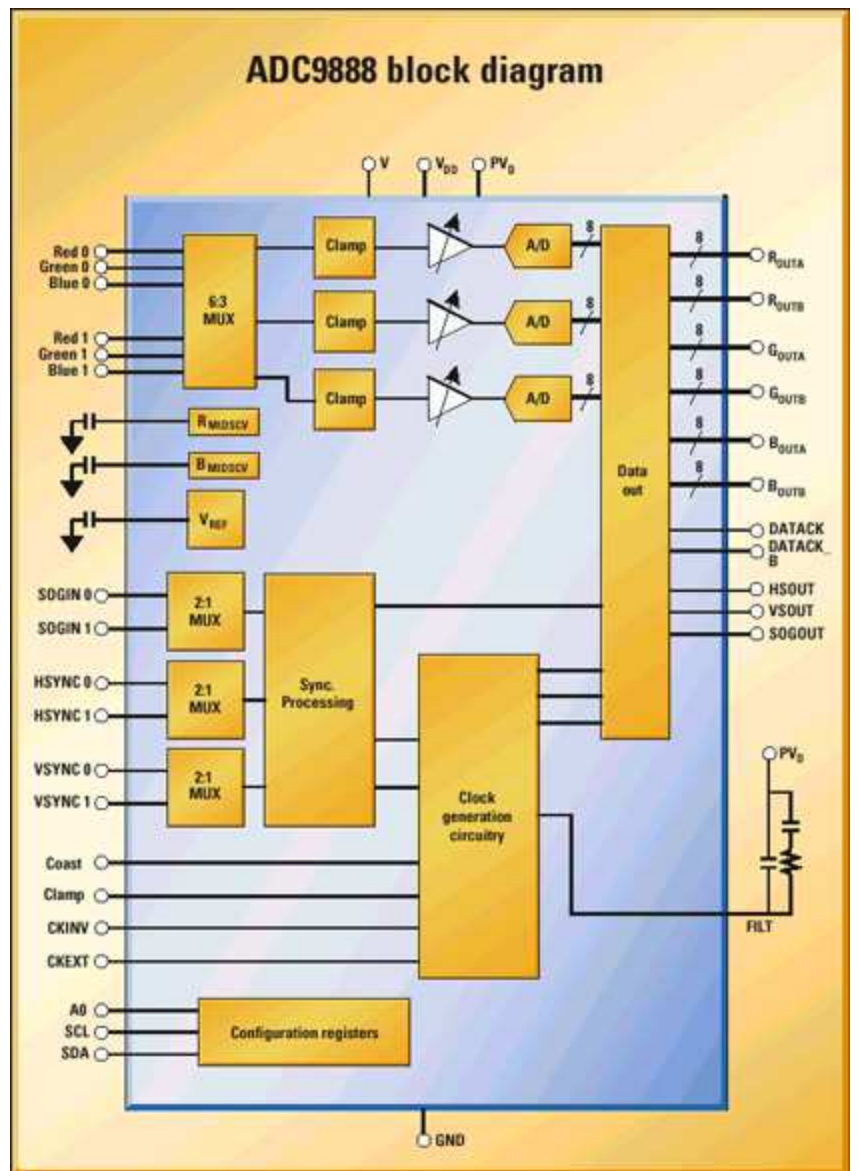 ADC9888 block diagram
V
VDD
PVD
Red 0
Green 0
Blue 0
Red 1
Green 1
Blue 1
6:3
MUX
Clamp
Clamp
Clamp
A/D
A/D
A/D
8
8
8
Data
out
8
8
8
8
8
8
ROUTA
ROUTB
GOUTA
GOUTB
BOUTA
BOUTB
DATACK
DATACK_
B
HSOUT
VSOUT
SOGOUT
RMIDSCV
BMIDSCV
VREF
SOGIN 0
SOGIN 1
HSYNC 0
HSYNC 1
VSYNC 0
VSYNC 1
2:1
MUX
2:1
MUX
2:1
MUX
Sync.
Processing
Clock
generation
circuitry
PVD
FILT
Coast
Clamp
CKINV
CKEXT
A0
SCL
SDA
Configuration registers
GND